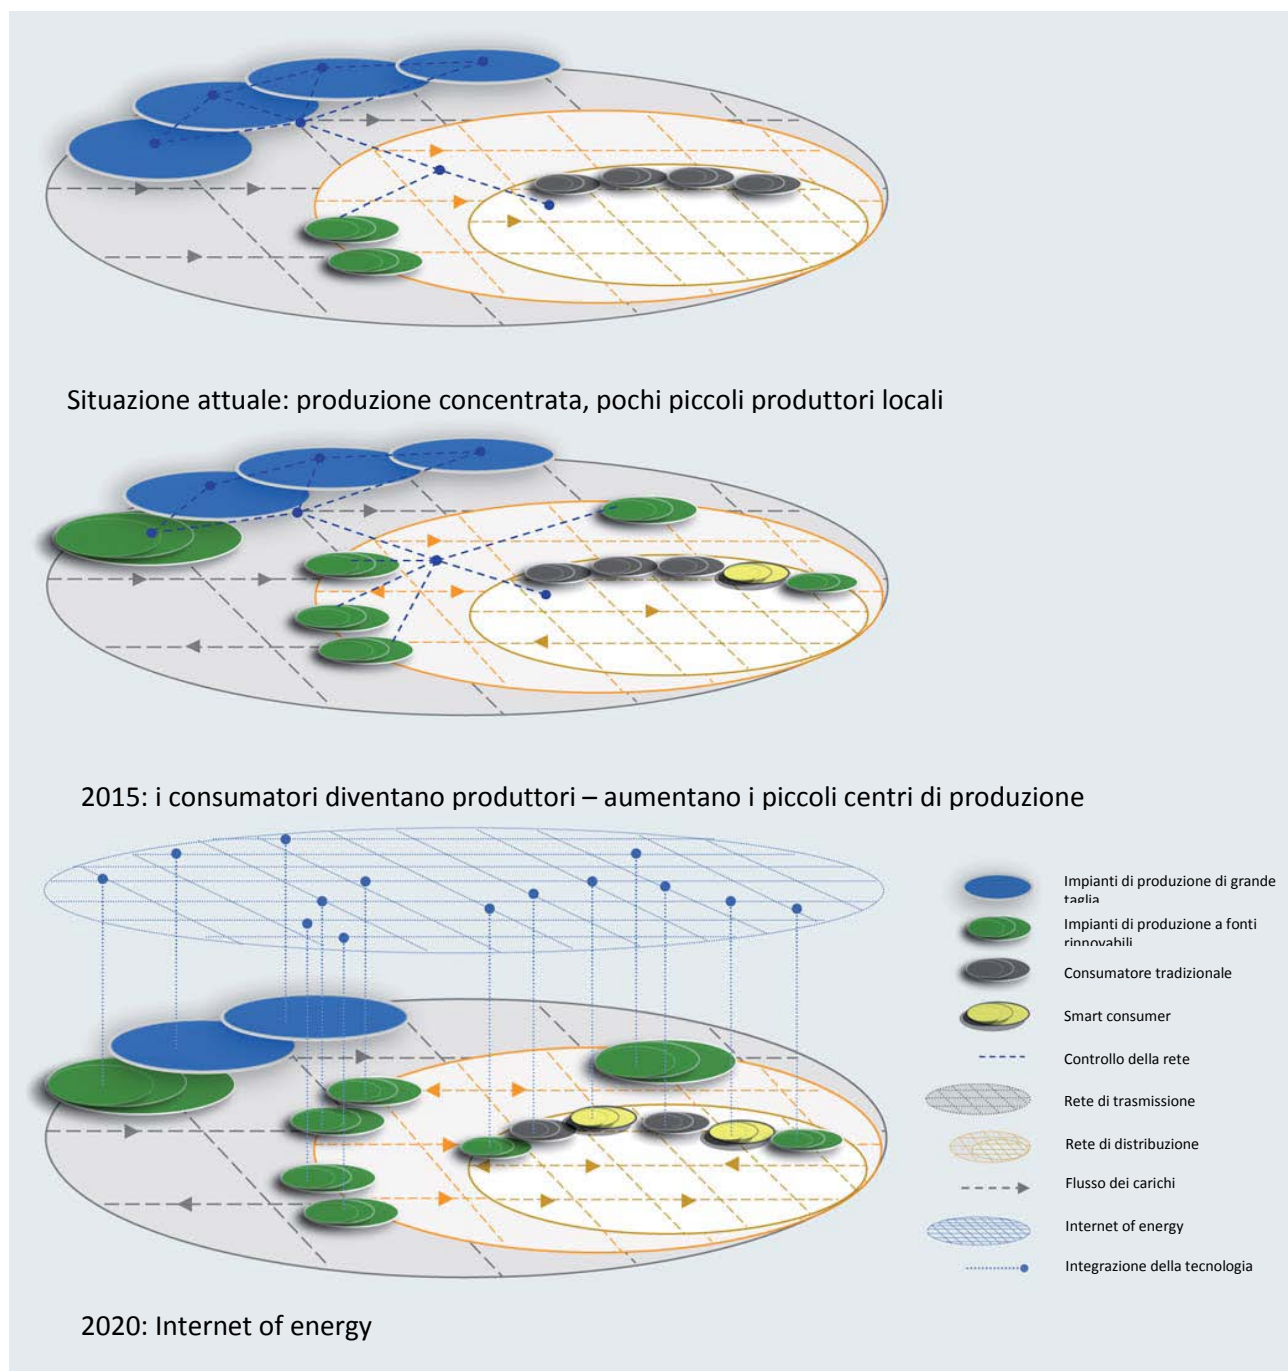 Situazione attuale: produzione concentrata, pochi piccoli produttori locali
2015: i consumatori diventano produttori – aumentano i piccoli centri di produzione
Impianti di produzione di grande
taglia
Impianti di produzione a fonti
rinnovabili
Consumatore tradizionale
Smart consumer
Controllo della rete
Rete di trasmissione
Rete di distribuzione
Flusso dei carichi
Internet of energy
Integrazione della tecnologia
2020: Internet of energy